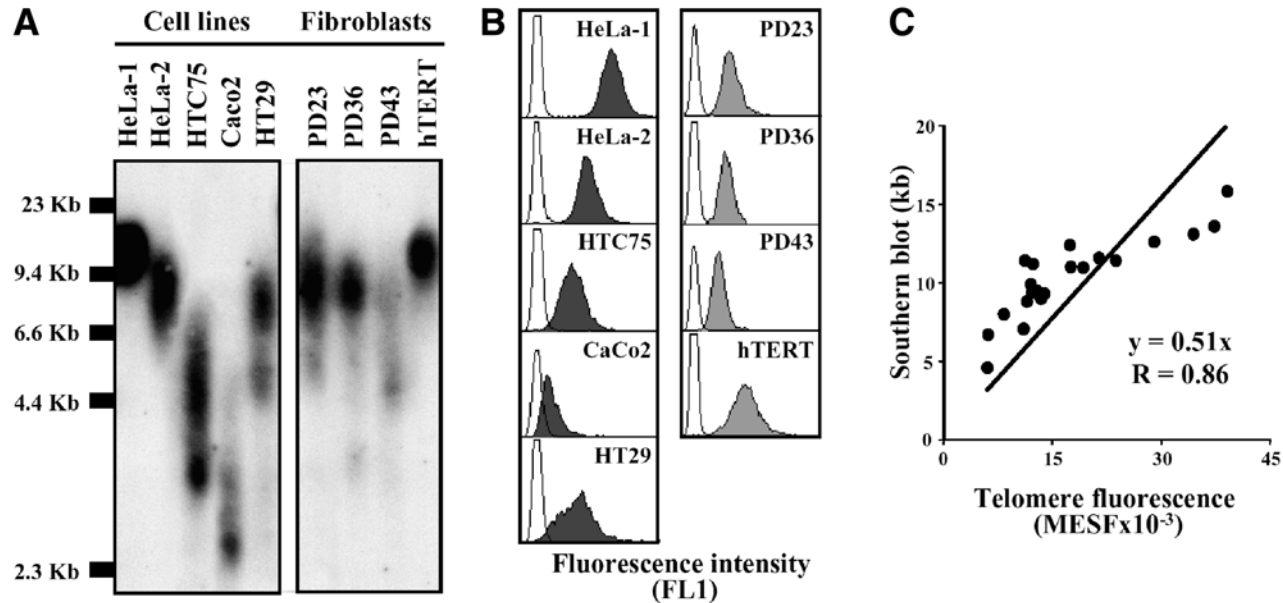 A
Cell lines Fibroblasts
HeLa-1 HeLa-2 HTC75 Caco2 HT29 PD23 PD36 PD43 hTERT
23 Kb
9.4 Kb
6.6 Kb
4.4 Kb
2.3 Kb
B
HeLa-1 PD23
HeLa-2 PD36
HTC75 PD43
CaCo2 hTERT
HT29
Fluorescence intensity
(FL1)
C
Southern blot (kb)
20
15
10
5
0
y = 0.51x
R = 0.86
0 15 30 45
Telomere fluorescence
(MESFx10-3)